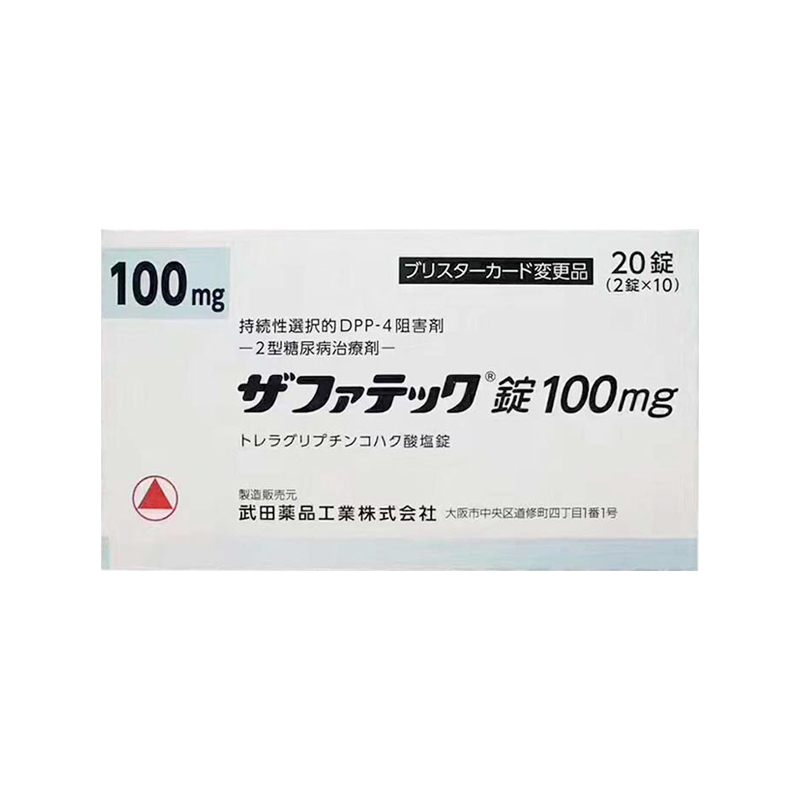 100mg
ブリスターカード変更品
20錠
(2錠×10)
持続性選択的DPP-4阻害剤
—2型糖尿病治療剤—
ザファテック®錠100mg
トレラグリプチンコハク酸塩錠
製造販売元
武田薬品工業株式会社 大阪市中央区道修町四丁目1番1号